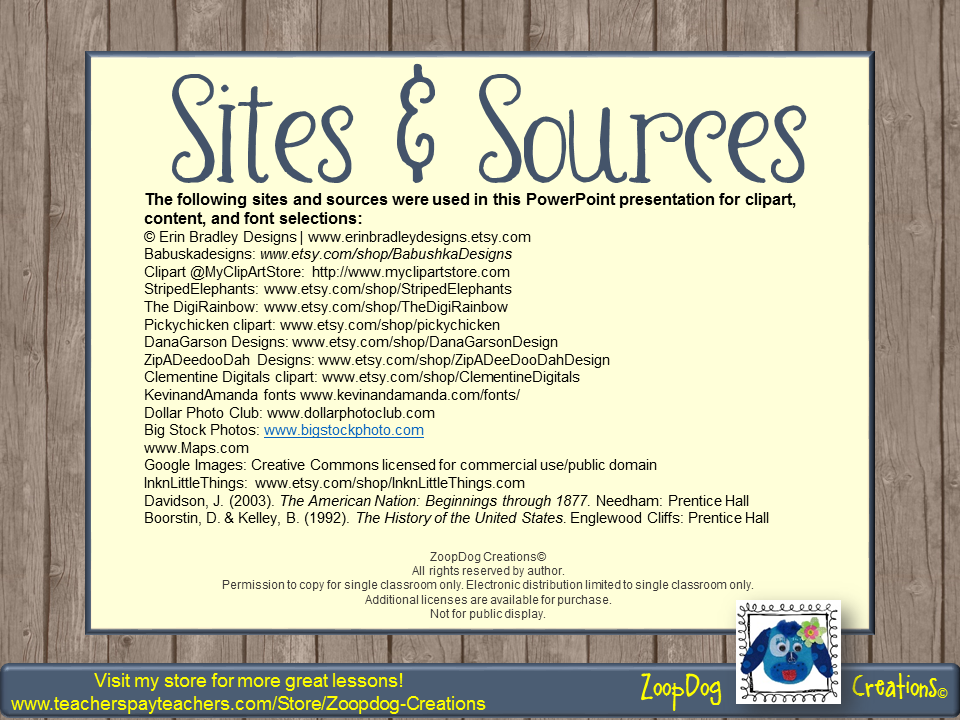 Sites & Sources
The following sites and sources were used in this PowerPoint presentation for clipart,
content, and font selections:
© Erin Bradley Designs | www.erinbradleydesigns.etsy.com
Babuskadesigns: www.etsy.com/shop/BabushkaDesigns
Clipart @MyClipArtStore: http://www.myclipartstore.com
StripedElephants: www.etsy.com/shop/StripedElephants
The DigiRainbow: www.etsy.com/shop/TheDigiRainbow
Pickychicken clipart: www.etsy.com/shop/pickychicken
DanaGarson Designs: www.etsy.com/shop/DanaGarsonDesign
ZipADeedooDah Designs: www.etsy.com/shop/ZipADeeDooDahDesign
Clementine Digitals clipart: www.etsy.com/shop/ClementineDigitals
KevinandAmanda fonts www.kevinandamanda.com/fonts/
Dollar Photo Club: www.dollarphotoclub.com
Big Stock Photos: www.bigstockphoto.com
www.Maps.com
Google Images: Creative Commons licensed for commercial use/public domain
InknLittleThings: www.etsy.com/shop/InknLittleThings.com
Davidson, J. (2003). The American Nation: Beginnings through 1877. Needham: Prentice Hall
Boorstin, D. & Kelley, B. (1992). The History of the United States. Englewood Cliffs: Prentice Hall
ZoopDog Creations©
All rights reserved by author.
Permission to copy for single classroom only. Electronic distribution limited to single classroom only.
Additional licenses are available for purchase.
Not for public display.
Visit my store for more great lessons!
www.teacherspayteachers.com/Store/Zoopdog-Creations
ZoopDog Creations©